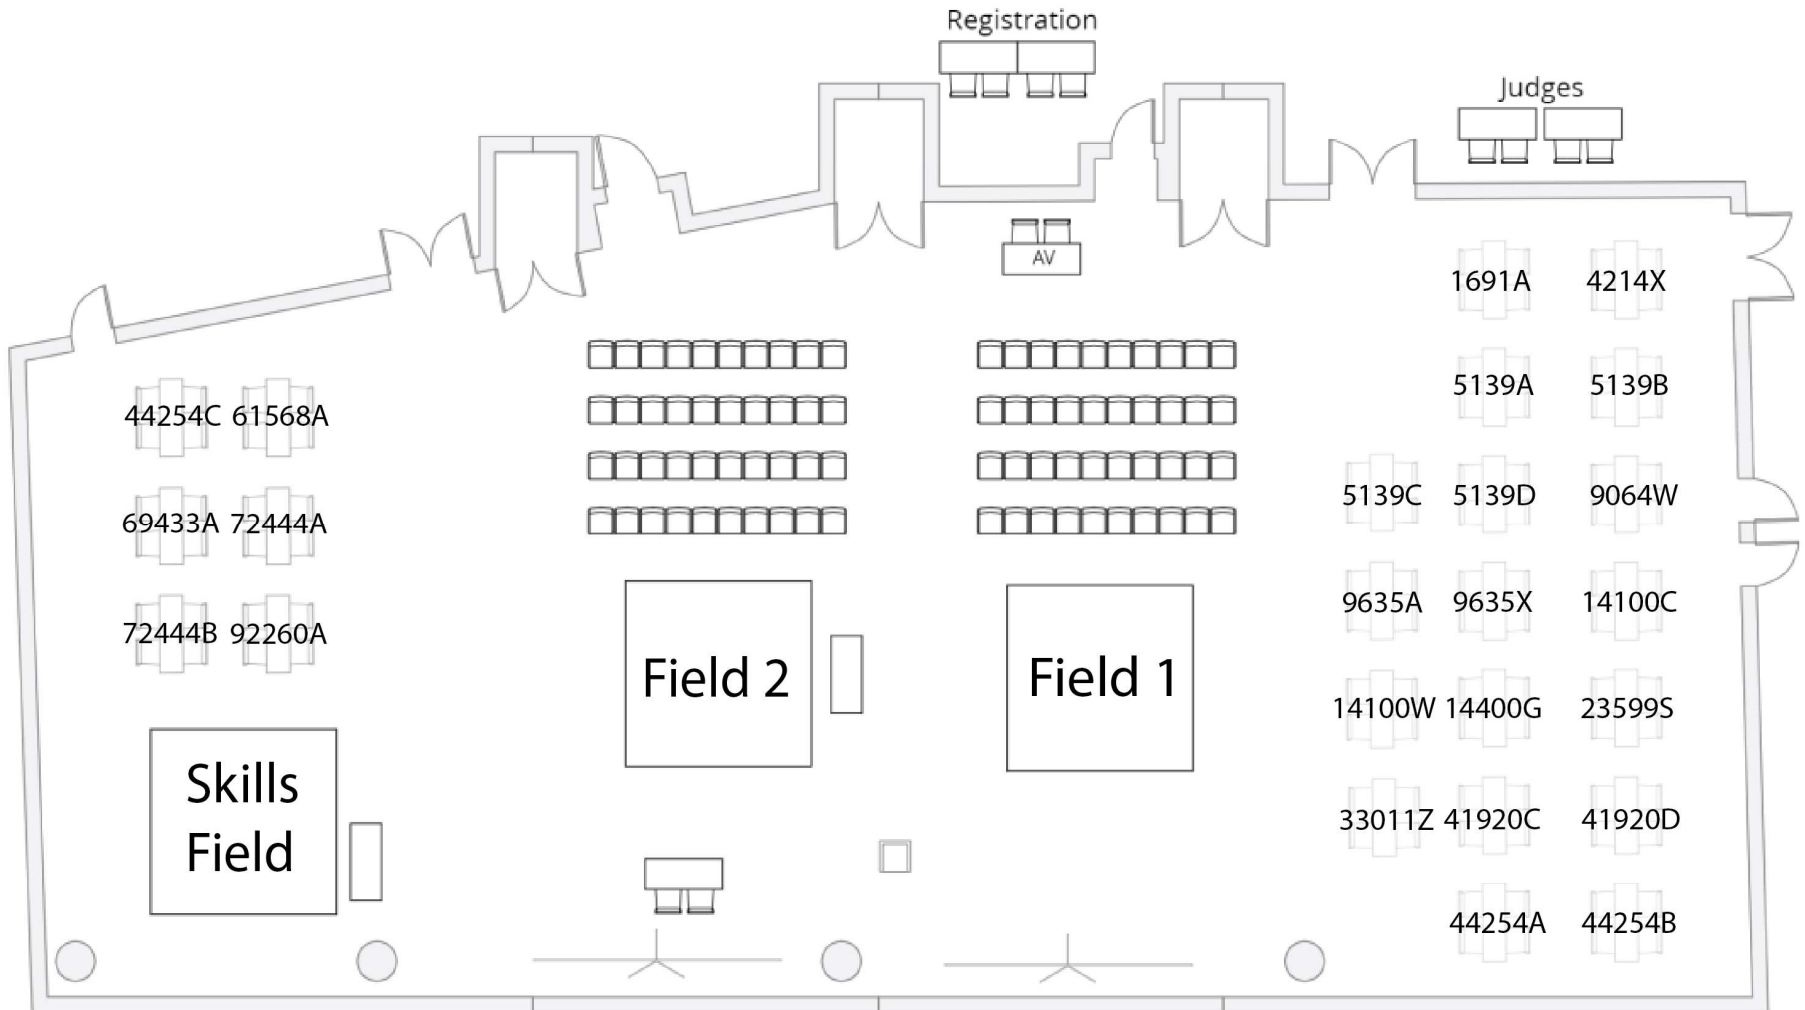 Registration
Judges
AV
1691A 4214X
5139A 5139B
44254C 61568A
5139C 5139D 9064W
69433A 72444A
9635A 9635X 14100C
72444B 92260A
Field 2
Field 1
14100W 14400G 23599S
Skills
Field
33011Z 41920C 41920D
44254A 44254B